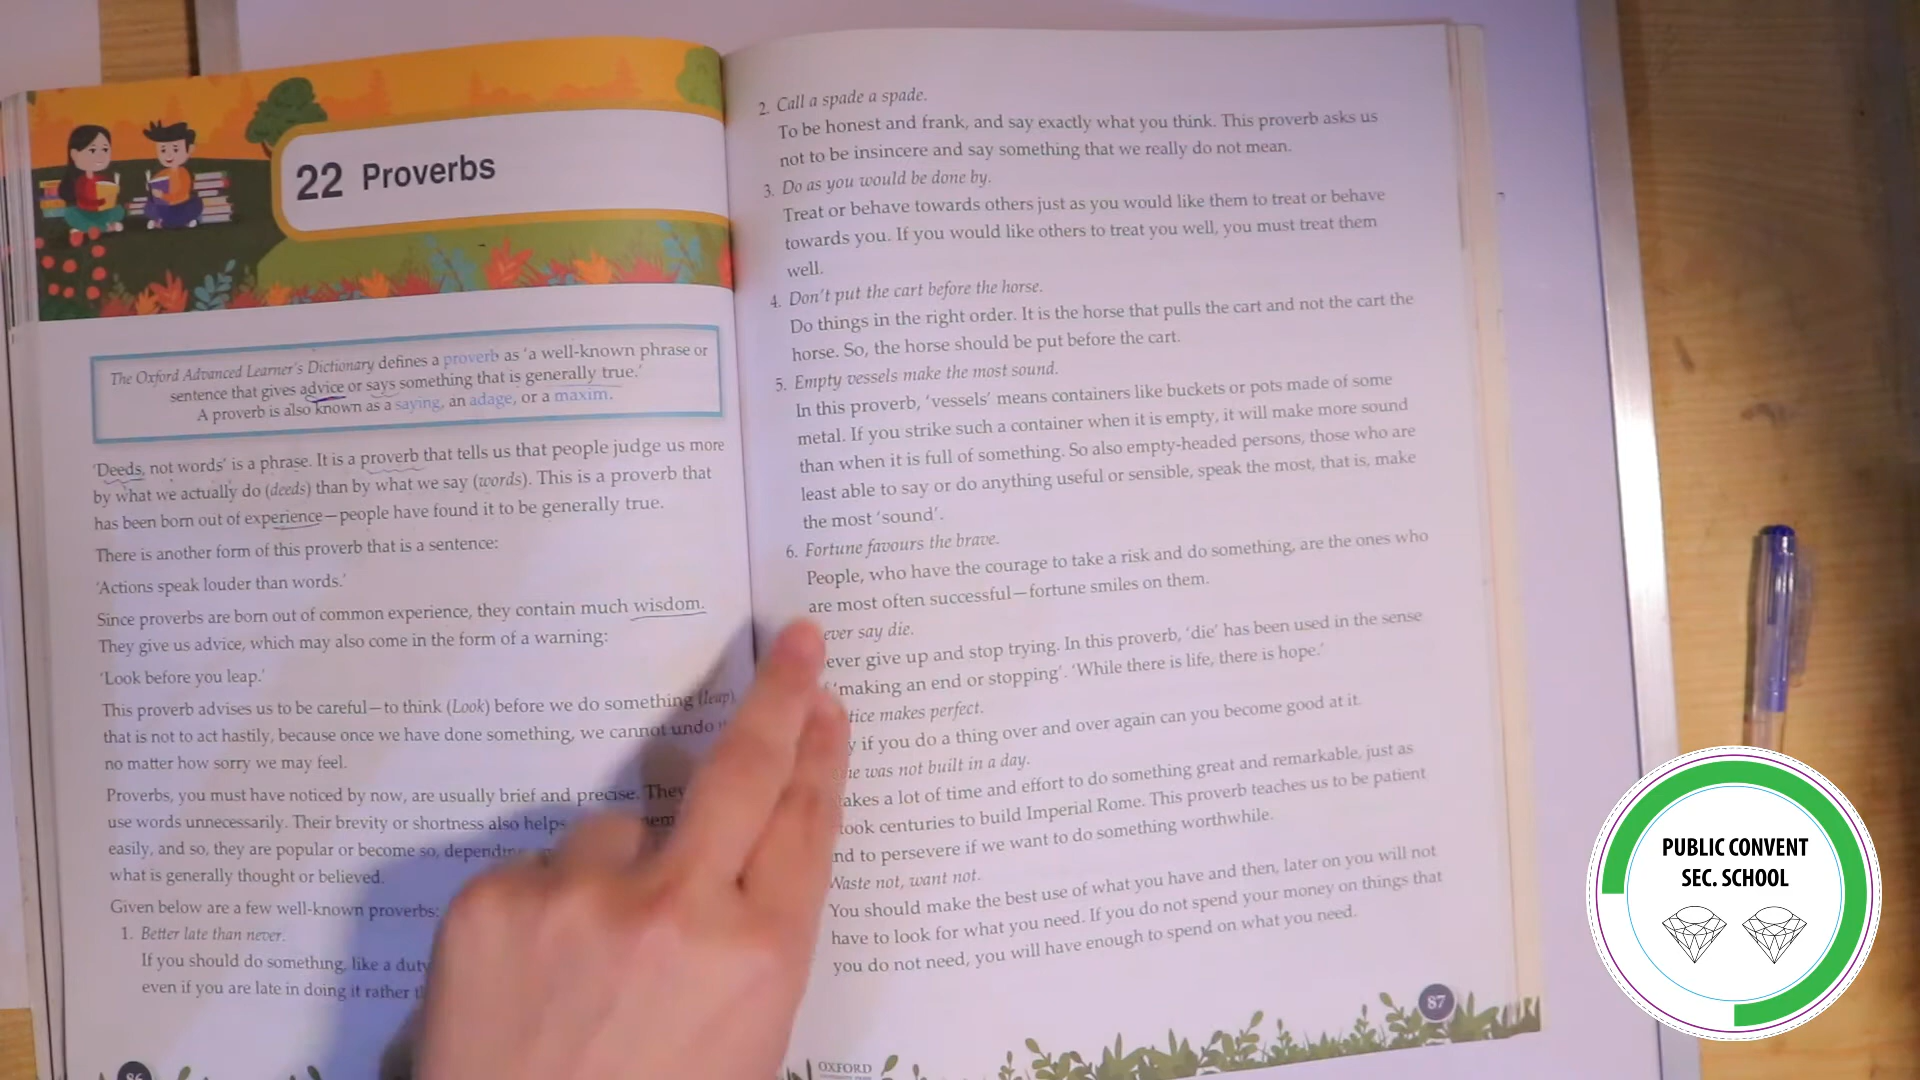 22 Proverbs
The Oxford Advanced Learner's Dictionary defines a proverb as 'a well-known phrase or
sentence that gives advice or says something that is generally true.'
A proverb is also known as a saying, an adage, or a maxim.
'Deeds, not words' is a phrase. It is a proverb that tells us that people judge us more
by what we actually do (deeds) than by what we say (words). This is a proverb that
has been born out of experience—people have found it to be generally true.
There is another form of this proverb that is a sentence:
'Actions speak louder than words.'
Since proverbs are born out of common experience, they contain much wisdom.
They give us advice, which may also come in the form of a warning:
'Look before you leap.'
This proverb advises us to be careful—to think (Look) before we do something (leap),
that is not to act hastily, because once we have done something, we cannot undo
no matter how sorry we may feel.
Proverbs, you must have noticed by now, are usually brief and precise. They
use words unnecessarily. Their brevity or shortness also helps
easily, and so, they are popular or become so,
what is generally thought or believed.
Given below are a few well-known proverbs:
1. Better late than never.
If you should do something, like a duty
even if you are late in doing it rather
86
2. Call a spade a spade.
To be honest and frank, and say exactly what you think. This proverb asks us
not to be insincere and say something that we really do not mean.
3. Do as you would be done by.
Treat or behave towards others just as you would like them to treat or behave
towards you. If you would like others to treat you well, you must treat them
well.
4. Don't put the cart before the horse.
Do things in the right order. It is the horse that pulls the cart and not the cart the
horse. So, the horse should be put before the cart.
5. Empty vessels make the most sound.
In this proverb, 'vessels' means containers like buckets or pots made of some
metal. If you strike such a container when it is empty, it will make more sound
than when it is full of something. So also empty-headed persons, those who are
least able to say or do anything useful or sensible, speak the most, that is, make
the most 'sound'.
6. Fortune favours the brave.
People, who have the courage to take a risk and do something, are the ones who
are most often successful—fortune smiles on them.
ever say die.
ever give up and stop trying. In this proverb, 'die' has been used in the sense
'making an end or stopping'. 'While there is life, there is hope.'
tice makes perfect.
y if you do a thing over and over again can you become good at it.
me was not built in a day.
takes a lot of time and effort to do something great and remarkable, just as
took centuries to build Imperial Rome. This proverb teaches us to be patient
nd to persevere if we want to do something worthwhile.
Waste not, want not.
You should make the best use of what you have and then, later on you will not
have to look for what you need. If you do not spend your money on things that
you do not need, you will have enough to spend on what you need.
87
OXFORD
PUBLIC CONVENT
SEC. SCHOOL